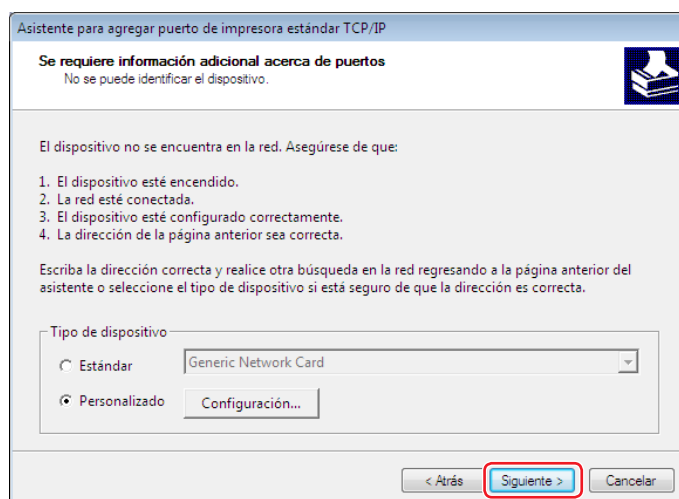 Asistente para agregar puerto de impresora estándar TCP/IP
Se requiere información adicional acerca de puertos
No se puede identificar el dispositivo.
El dispositivo no se encuentra en la red. Asegúrese de que:
1. El dispositivo esté encendido.
2. La red esté conectada.
3. El dispositivo esté configurado correctamente.
4. La dirección de la página anterior sea correcta.
Escriba la dirección correcta y realice otra búsqueda en la red regresando a la página anterior del
asistente o seleccione el tipo de dispositivo si está seguro de que la dirección es correcta.
Tipo de dispositivo
Estándar Generic Network Card
Personalizado Configuración...
< Atrás Siguiente > Cancelar